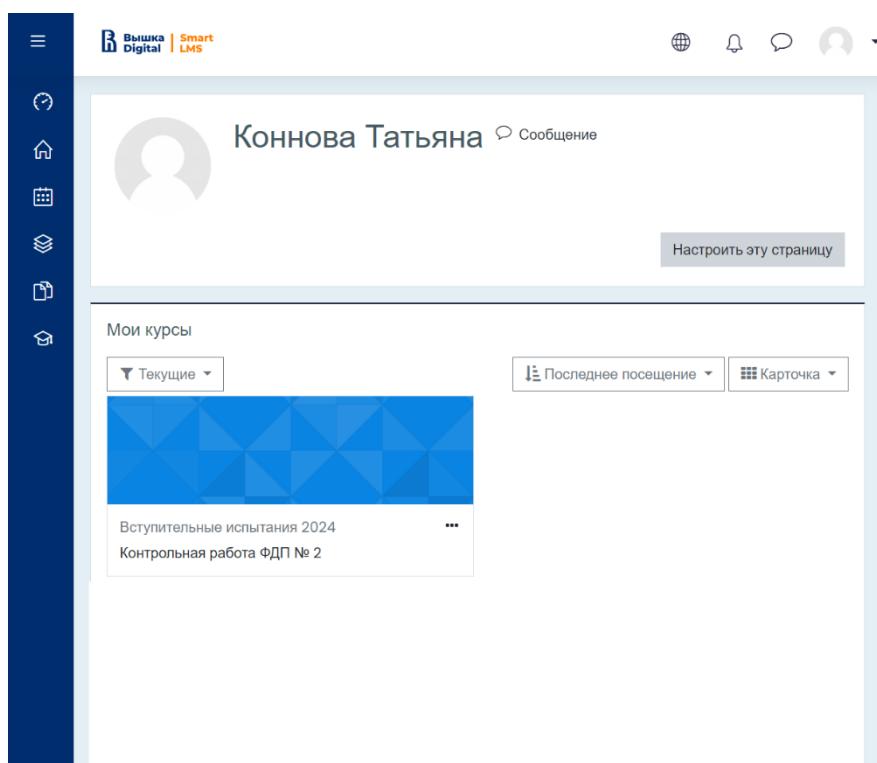 Вышка Digital | Smart LMS
Коннова Татьяна
Сообщение
Настроить эту страницу
Мои курсы
Текущие
Последнее посещение
Карточка
Вступительные испытания 2024
Контрольная работа ФДП № 2